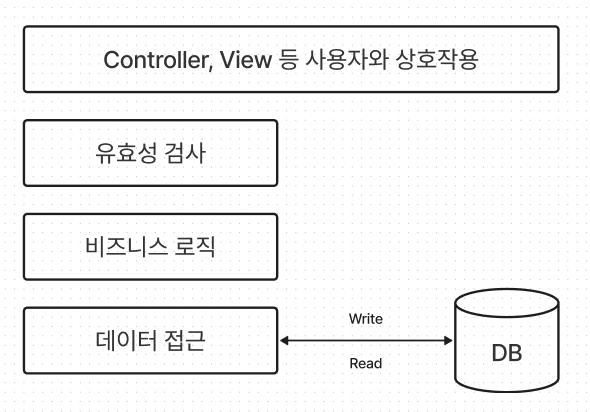 Controller, View 등 사용자와 상호작용
유효성 검사
비즈니스 로직
데이터 접근
Write
Read
DB